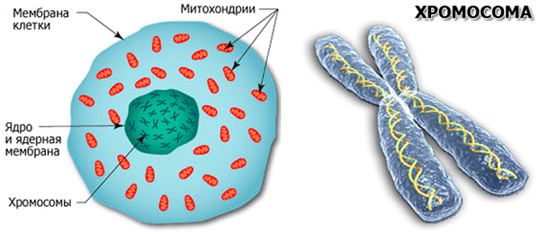 Мембрана
клетки
Митохондрии
ХРОМОСОМА
Ядро
и ядерная
мембрана
Хромосомы